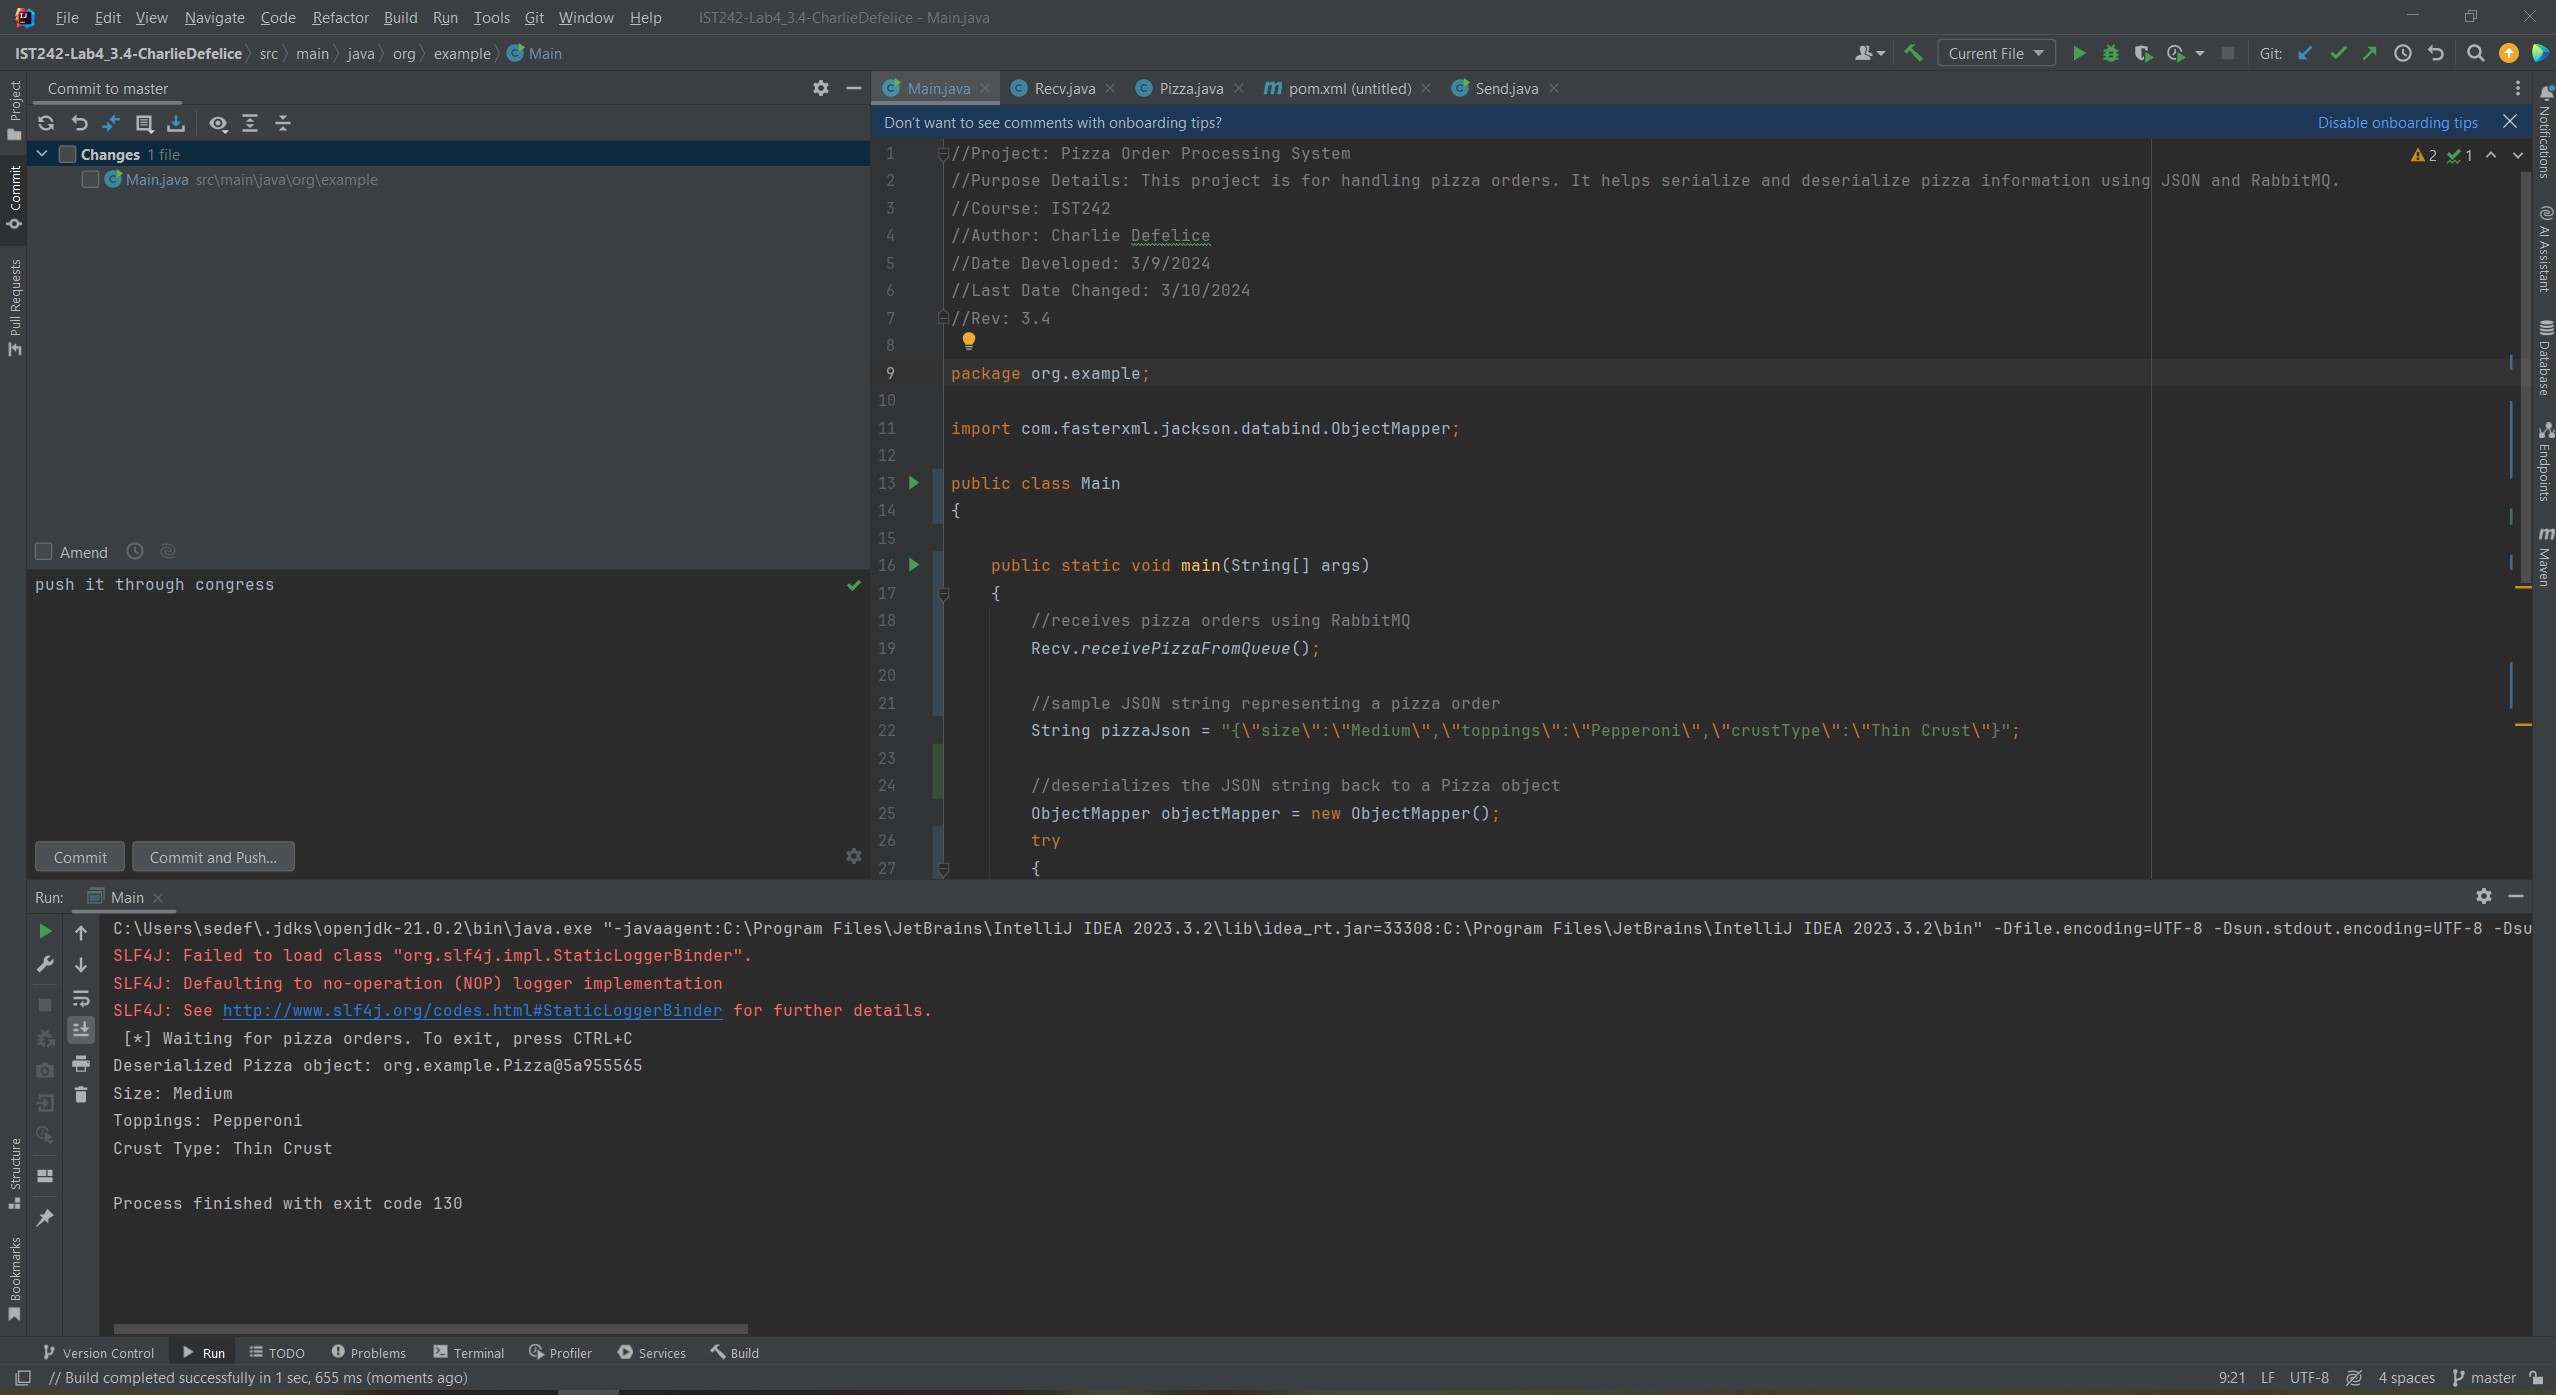 File Edit View Navigate Code Refactor Build Run Tools Git Window Help IST242-Lab4_3.4-CharlieDefelice - Main.java
IST242-Lab4_3.4-CharlieDefelice src main java org example Main
Current File Git:
Project
Commit
Pull Requests
Structure
Bookmarks
Commit to master
Changes 1 file
Main.java src\main\java\org\example
Amend
push it through congress
Commit Commit and Push...
Main.java Recv.java Pizza.java pom.xml (untitled) Send.java
Don't want to see comments with onboarding tips? Disable onboarding tips
2 1
1 //Project: Pizza Order Processing System
2 //Purpose Details: This project is for handling pizza orders. It helps serialize and deserialize pizza information using JSON and RabbitMQ.
3 //Course: IST242
4 //Author: Charlie Defelice
5 //Date Developed: 3/9/2024
6 //Last Date Changed: 3/10/2024
7 //Rev: 3.4
8
9 package org.example;
10
11 import com.fasterxml.jackson.databind.ObjectMapper;
12
13 public class Main
14 {
15
16 public static void main(String[] args)
17 {
18 //receives pizza orders using RabbitMQ
19 Recv.receivePizzaFromQueue();
20
21 //sample JSON string representing a pizza order
22 String pizzaJson = "{\"size\":\"Medium\",\"toppings\":\"Pepperoni\",\"crustType\":\"Thin Crust\"}";
23
24 //deserializes the JSON string back to a Pizza object
25 ObjectMapper objectMapper = new ObjectMapper();
26 try
27 {
Notifications
AI Assistant
Database
Endpoints
Maven
Run: Main
C:\Users\sedef\.jdks\openjdk-21.0.2\bin\java.exe "-javaagent:C:\Program Files\JetBrains\IntelliJ IDEA 2023.3.2\lib\idea_rt.jar=33308:C:\Program Files\JetBrains\IntelliJ IDEA 2023.3.2\bin" -Dfile.encoding=UTF-8 -Dsun.stdout.encoding=UTF-8 -Dsu
SLF4J: Failed to load class "org.slf4j.impl.StaticLoggerBinder".
SLF4J: Defaulting to no-operation (NOP) logger implementation
SLF4J: See http://www.slf4j.org/codes.html#StaticLoggerBinder for further details.
[*] Waiting for pizza orders. To exit, press CTRL+C
Deserialized Pizza object: org.example.Pizza@5a955565
Size: Medium
Toppings: Pepperoni
Crust Type: Thin Crust
Process finished with exit code 130
Version Control Run TODO Problems Terminal Profiler Services Build
// Build completed successfully in 1 sec, 655 ms (moments ago) 9:21 LF UTF-8 4 spaces master